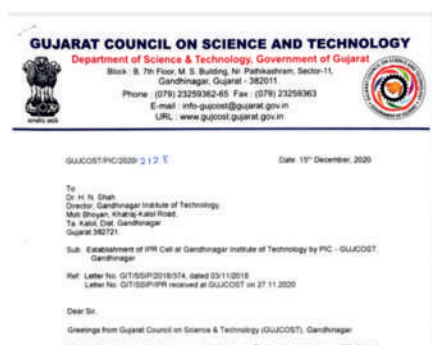 GUJARAT COUNCIL ON SCIENCE AND TECHNOLOGY
Department of Science & Technology, Government of Gujarat
Block : B, 7th Floor, M. S. Building, Nr. Pathikashram, Sector-11,
Gandhinagar, Gujarat - 382011.
Phone : (079) 23259362-65 Fax : (079) 23259363
E-mail : info-gujcost@gujarat.gov.in
URL : www.gujcost.gujarat.gov.in
GUJCOST/PIC/2020/ 2125
Date: 15th December, 2020
To
Dr. H. N. Shah
Director, Gandhinagar Institute of Technology,
Moti Bhoyan, Khatraj-Kalol Road,
Ta. Kalol, Dist. Gandhinagar
Gujarat 382721.
Sub: Establishment of IPR Cell at Gandhinagar Institute of Technology by PIC - GUJCOST,
Gandhinagar
Ref: Letter No. GIT/SSIP/2018/374, dated 03/11/2018
Letter No. GIT/SSIP/IPR received at GUJCOST on 27.11.2020
Dear Sir,
Greetings from Gujarat Council on Science & Technology (GUJCOST), Gandhinagar.